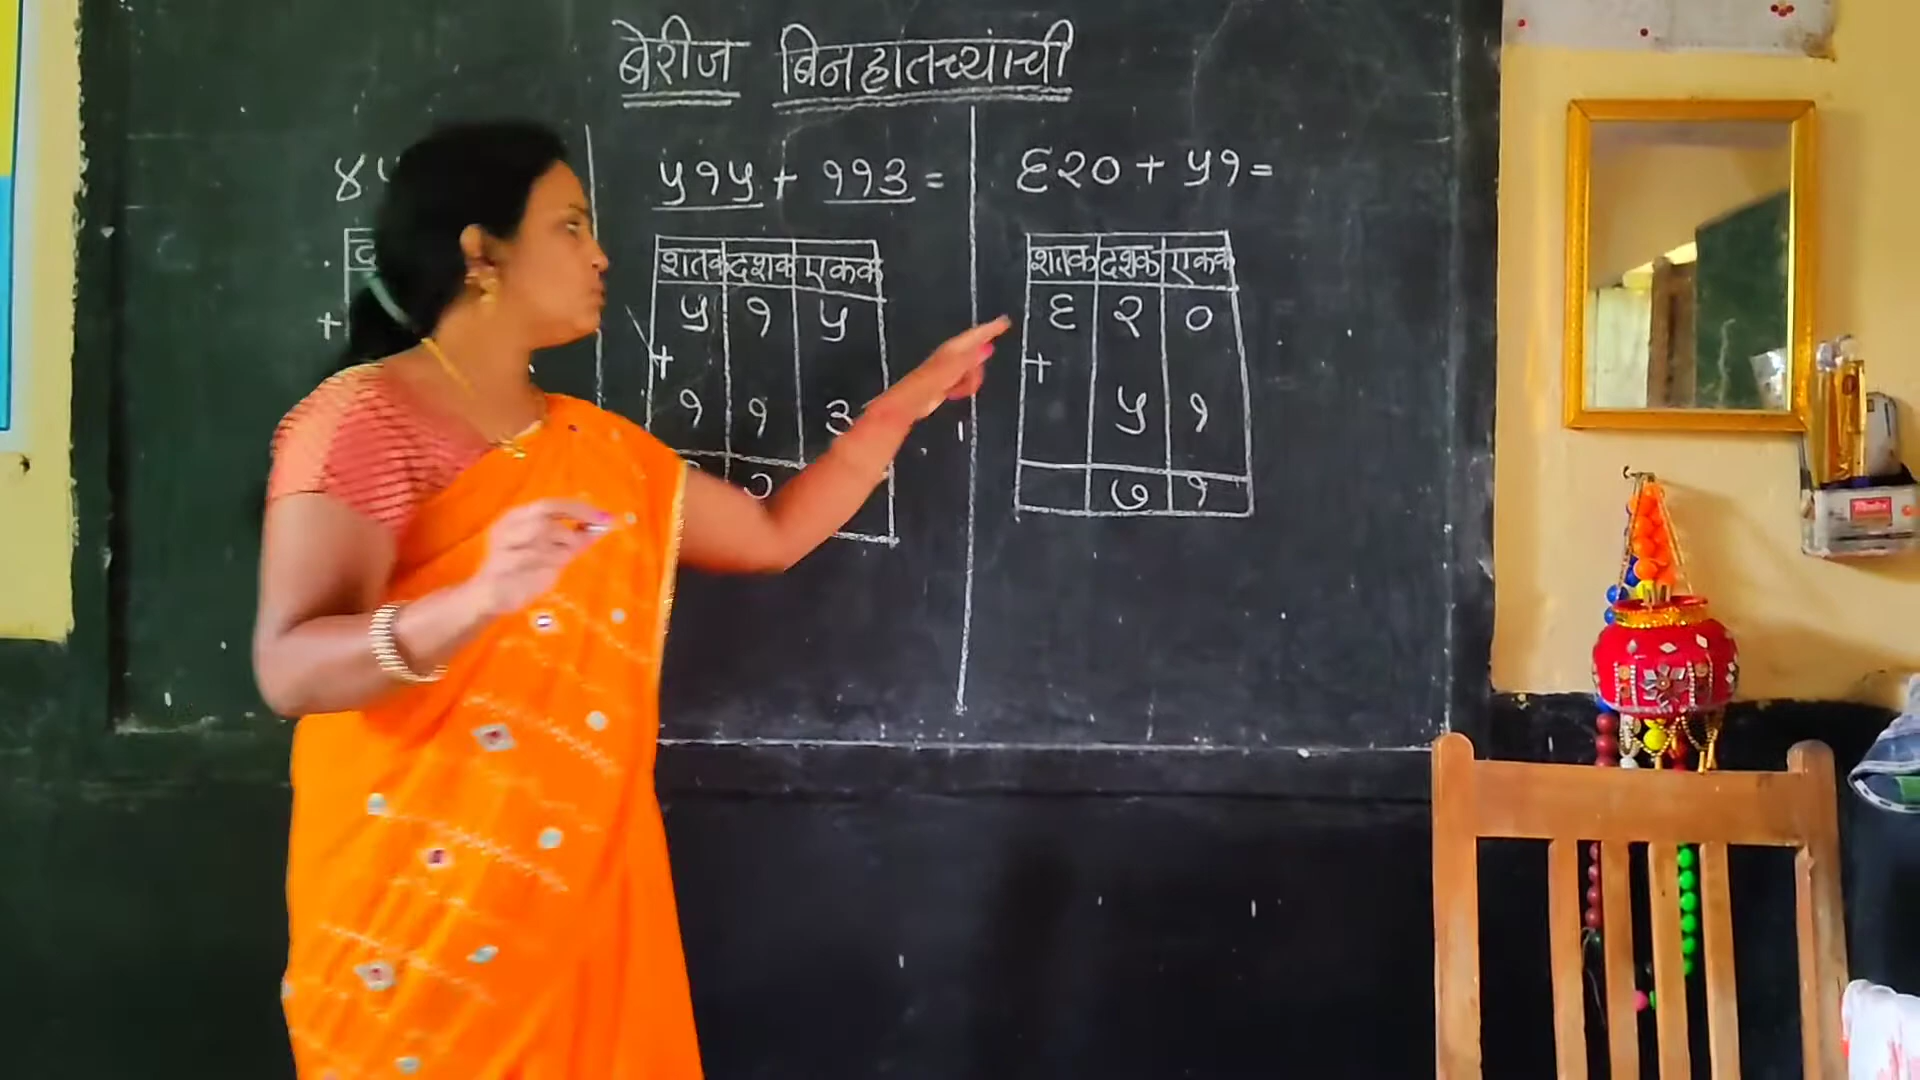 बेरीज बिनहातच्यांची
५१५ + ११३ =
शतक दशक एकक
५ १ ५
+
१ १ ३
६२० + ५१ =
शतक दशक एकक
६ २ ०
+
५ १
७ १